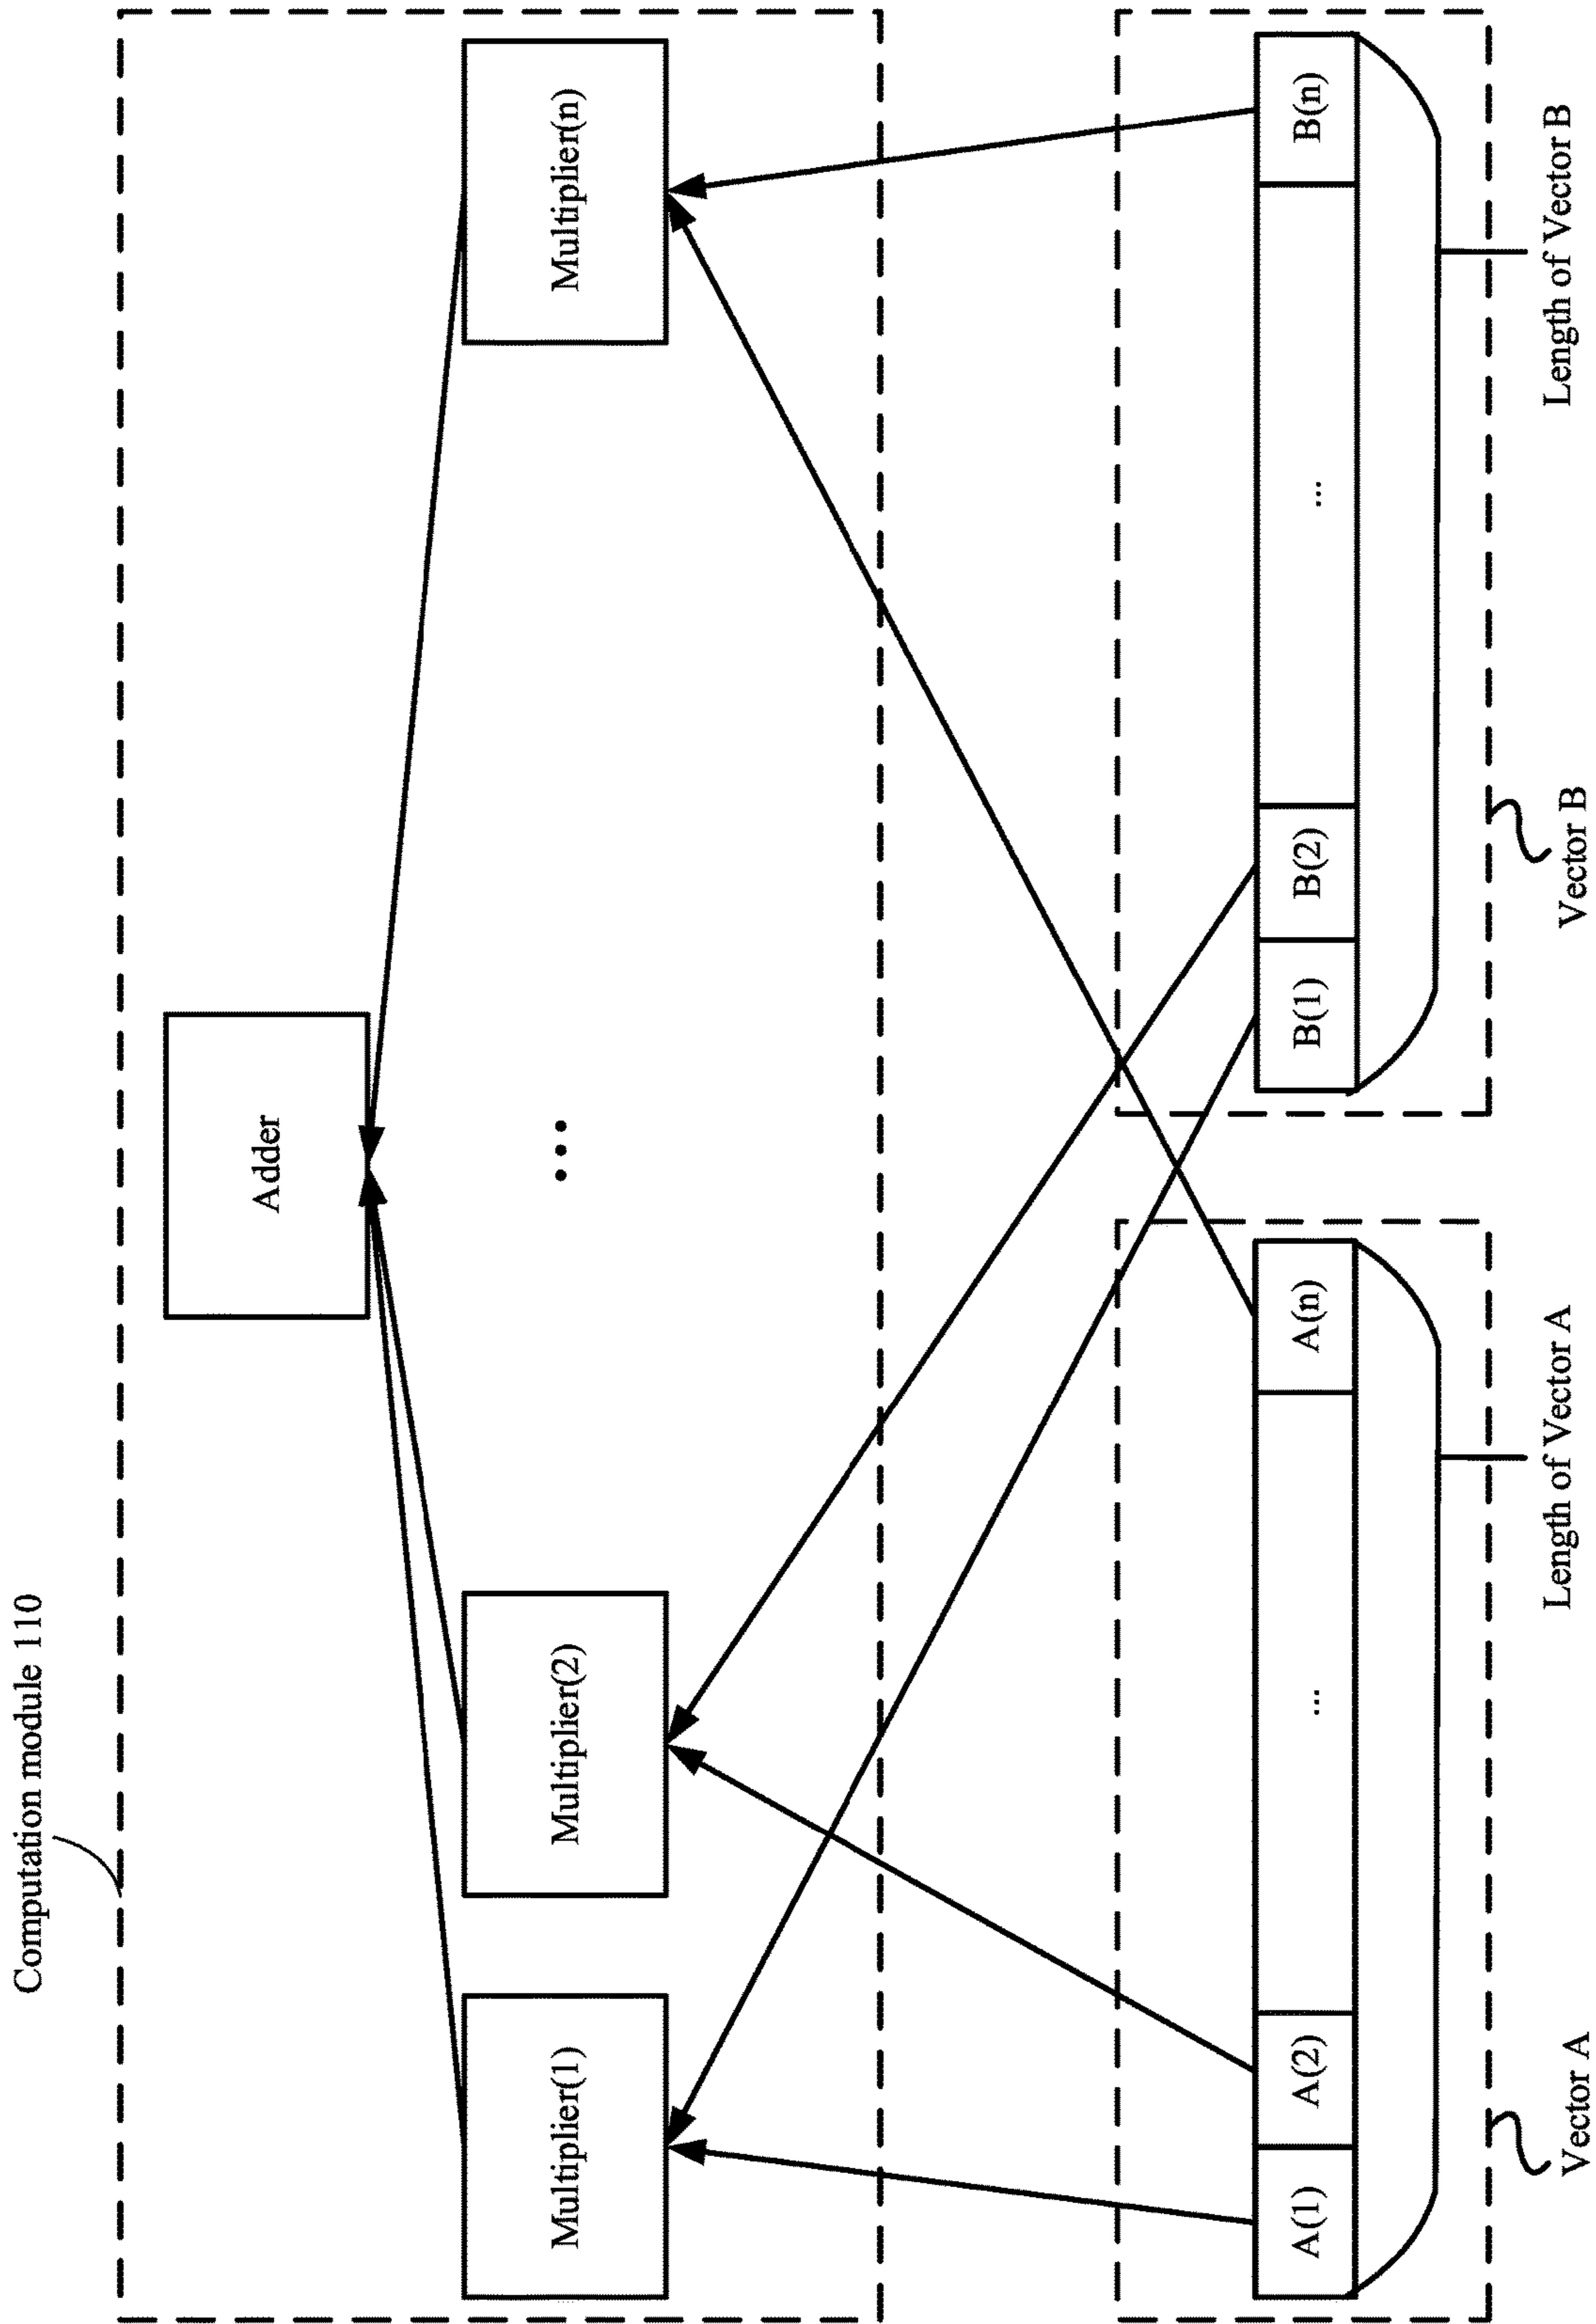 Computation module 110
Adder
Multiplier(1)
Multiplier(2)
...
Multiplier(n)
A(1)
A(2)
...
A(n)
B(1)
B(2)
...
B(n)
Vector A
Length of Vector A
Vector B
Length of Vector B